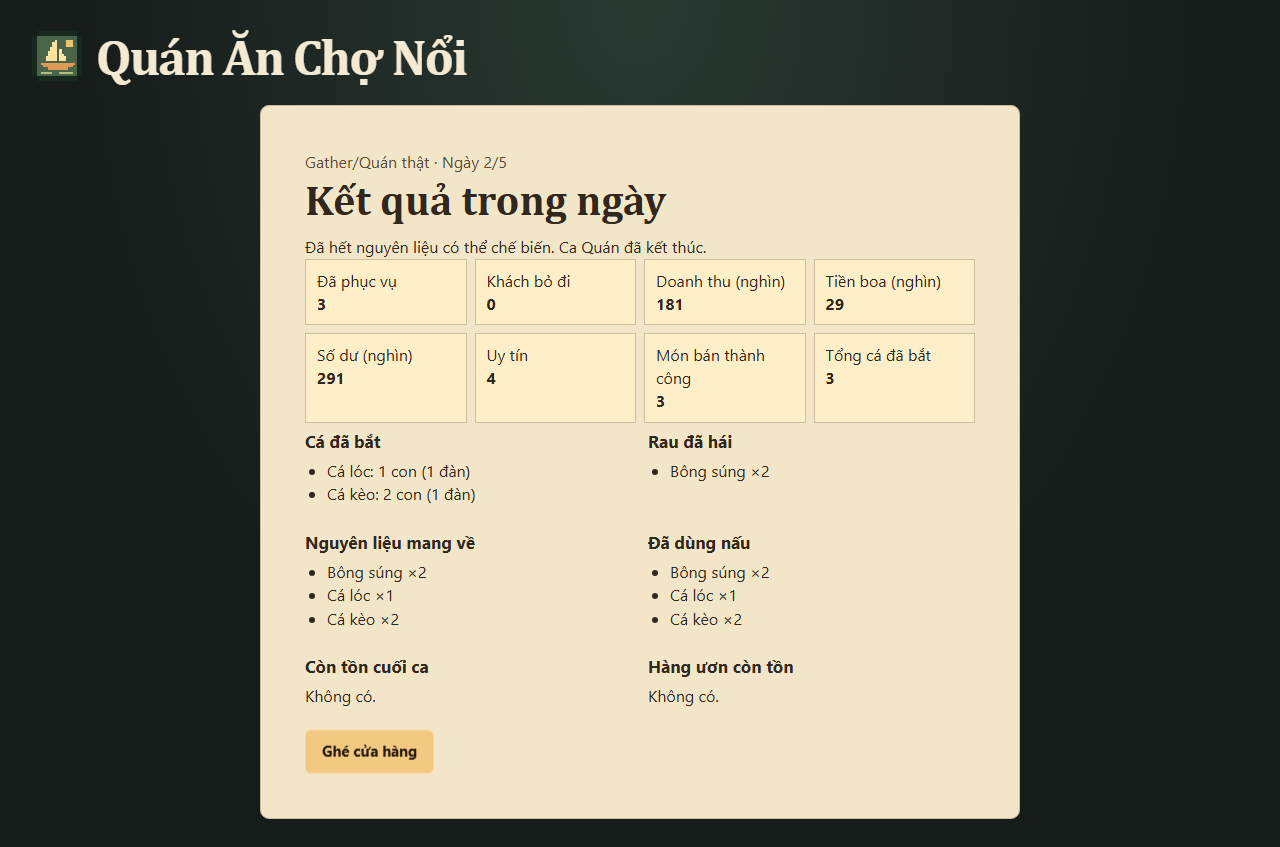 Quán Ăn Chợ Nổi
Gather/Quán thật · Ngày 2/5
Kết quả trong ngày
Đã hết nguyên liệu có thể chế biến. Ca Quán đã kết thúc.
Đã phục vụ
3
Khách bỏ đi
0
Doanh thu (nghìn)
181
Tiền boa (nghìn)
29
Số dư (nghìn)
291
Uy tín
4
Món bán thành
công
3
Tổng cá đã bắt
3
Cá đã bắt
Cá lóc: 1 con (1 đàn)
Cá kèo: 2 con (1 đàn)
Rau đã hái
Bông súng ×2
Nguyên liệu mang về
Bông súng ×2
Cá lóc ×1
Cá kèo ×2
Đã dùng nấu
Bông súng ×2
Cá lóc ×1
Cá kèo ×2
Còn tồn cuối ca
Không có.
Hàng ươn còn tồn
Không có.
Ghé cửa hàng